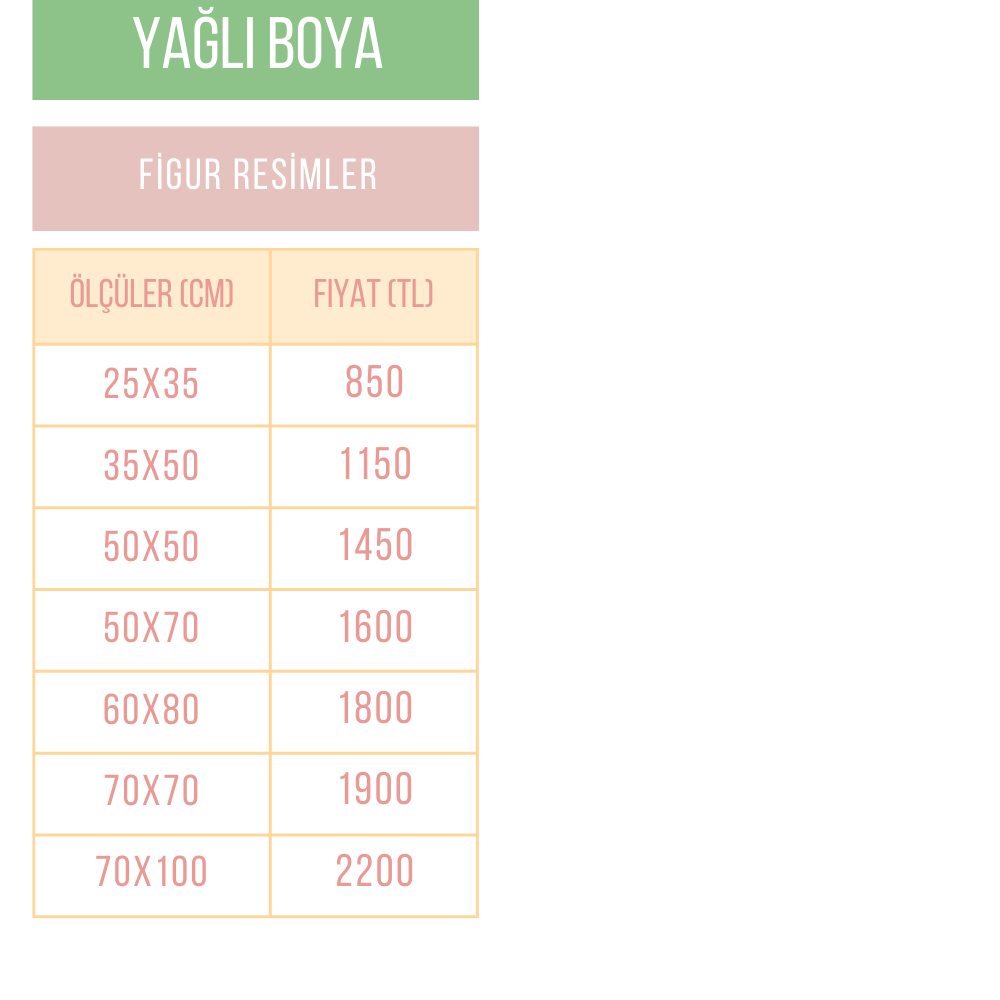 YAĞLI BOYA
FİGUR RESİMLER
ÖLÇÜLER (CM) FIYAT (TL)
25X35 850
35X50 1150
50X50 1450
50X70 1600
60X80 1800
70X70 1900
70X100 2200